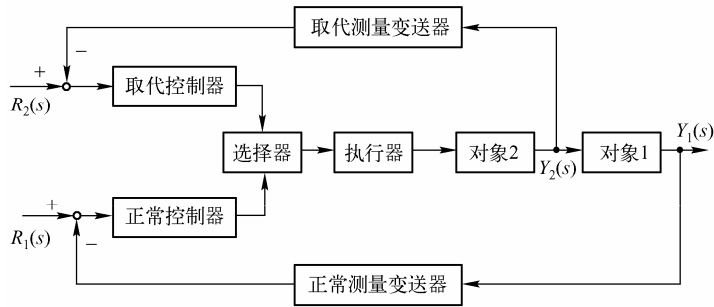 取代测量变送器
−
+
R₂(s)
取代控制器
选择器
执行器
对象2
Y₂(s)
对象1
Y₁(s)
+
R₁(s)
−
正常控制器
正常测量变送器